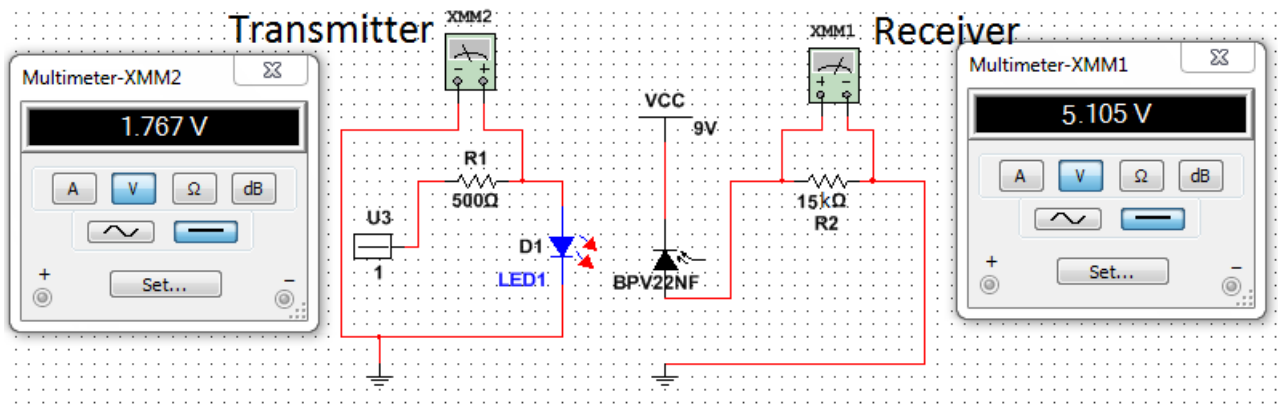 Transmitter
XMM2
XMM1
Receiver
Multimeter-XMM2
1.767 V
A V Ω dB
+
Set...
-
R1
500Ω
U3
1
D1
LED1
VCC
9V
BPV22NF
15kΩ
R2
Multimeter-XMM1
5.105 V
A V Ω dB
+
Set...
-